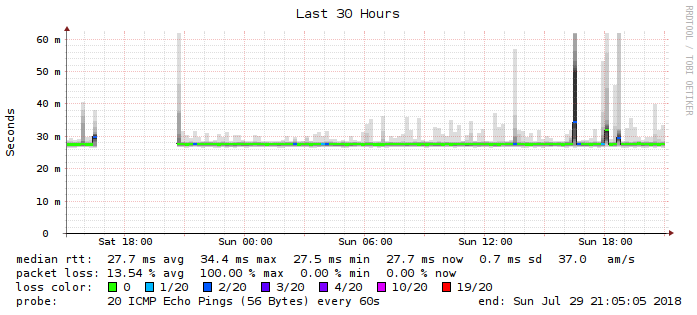 Last 30 Hours
RRDTOOL / TOBI OETIKER
Seconds
60 m
50 m
40 m
30 m
20 m
10 m
0
Sat 18:00 Sun 00:00 Sun 06:00 Sun 12:00 Sun 18:00
median rtt: 27.7 ms avg 34.4 ms max 27.5 ms min 27.7 ms now 0.7 ms sd 37.0 am/s
packet loss: 13.54 % avg 100.00 % max 0.00 % min 0.00 % now
loss color: 0 1/20 2/20 3/20 4/20 10/20 19/20
probe: 20 ICMP Echo Pings (56 Bytes) every 60s end: Sun Jul 29 21:05:05 2018